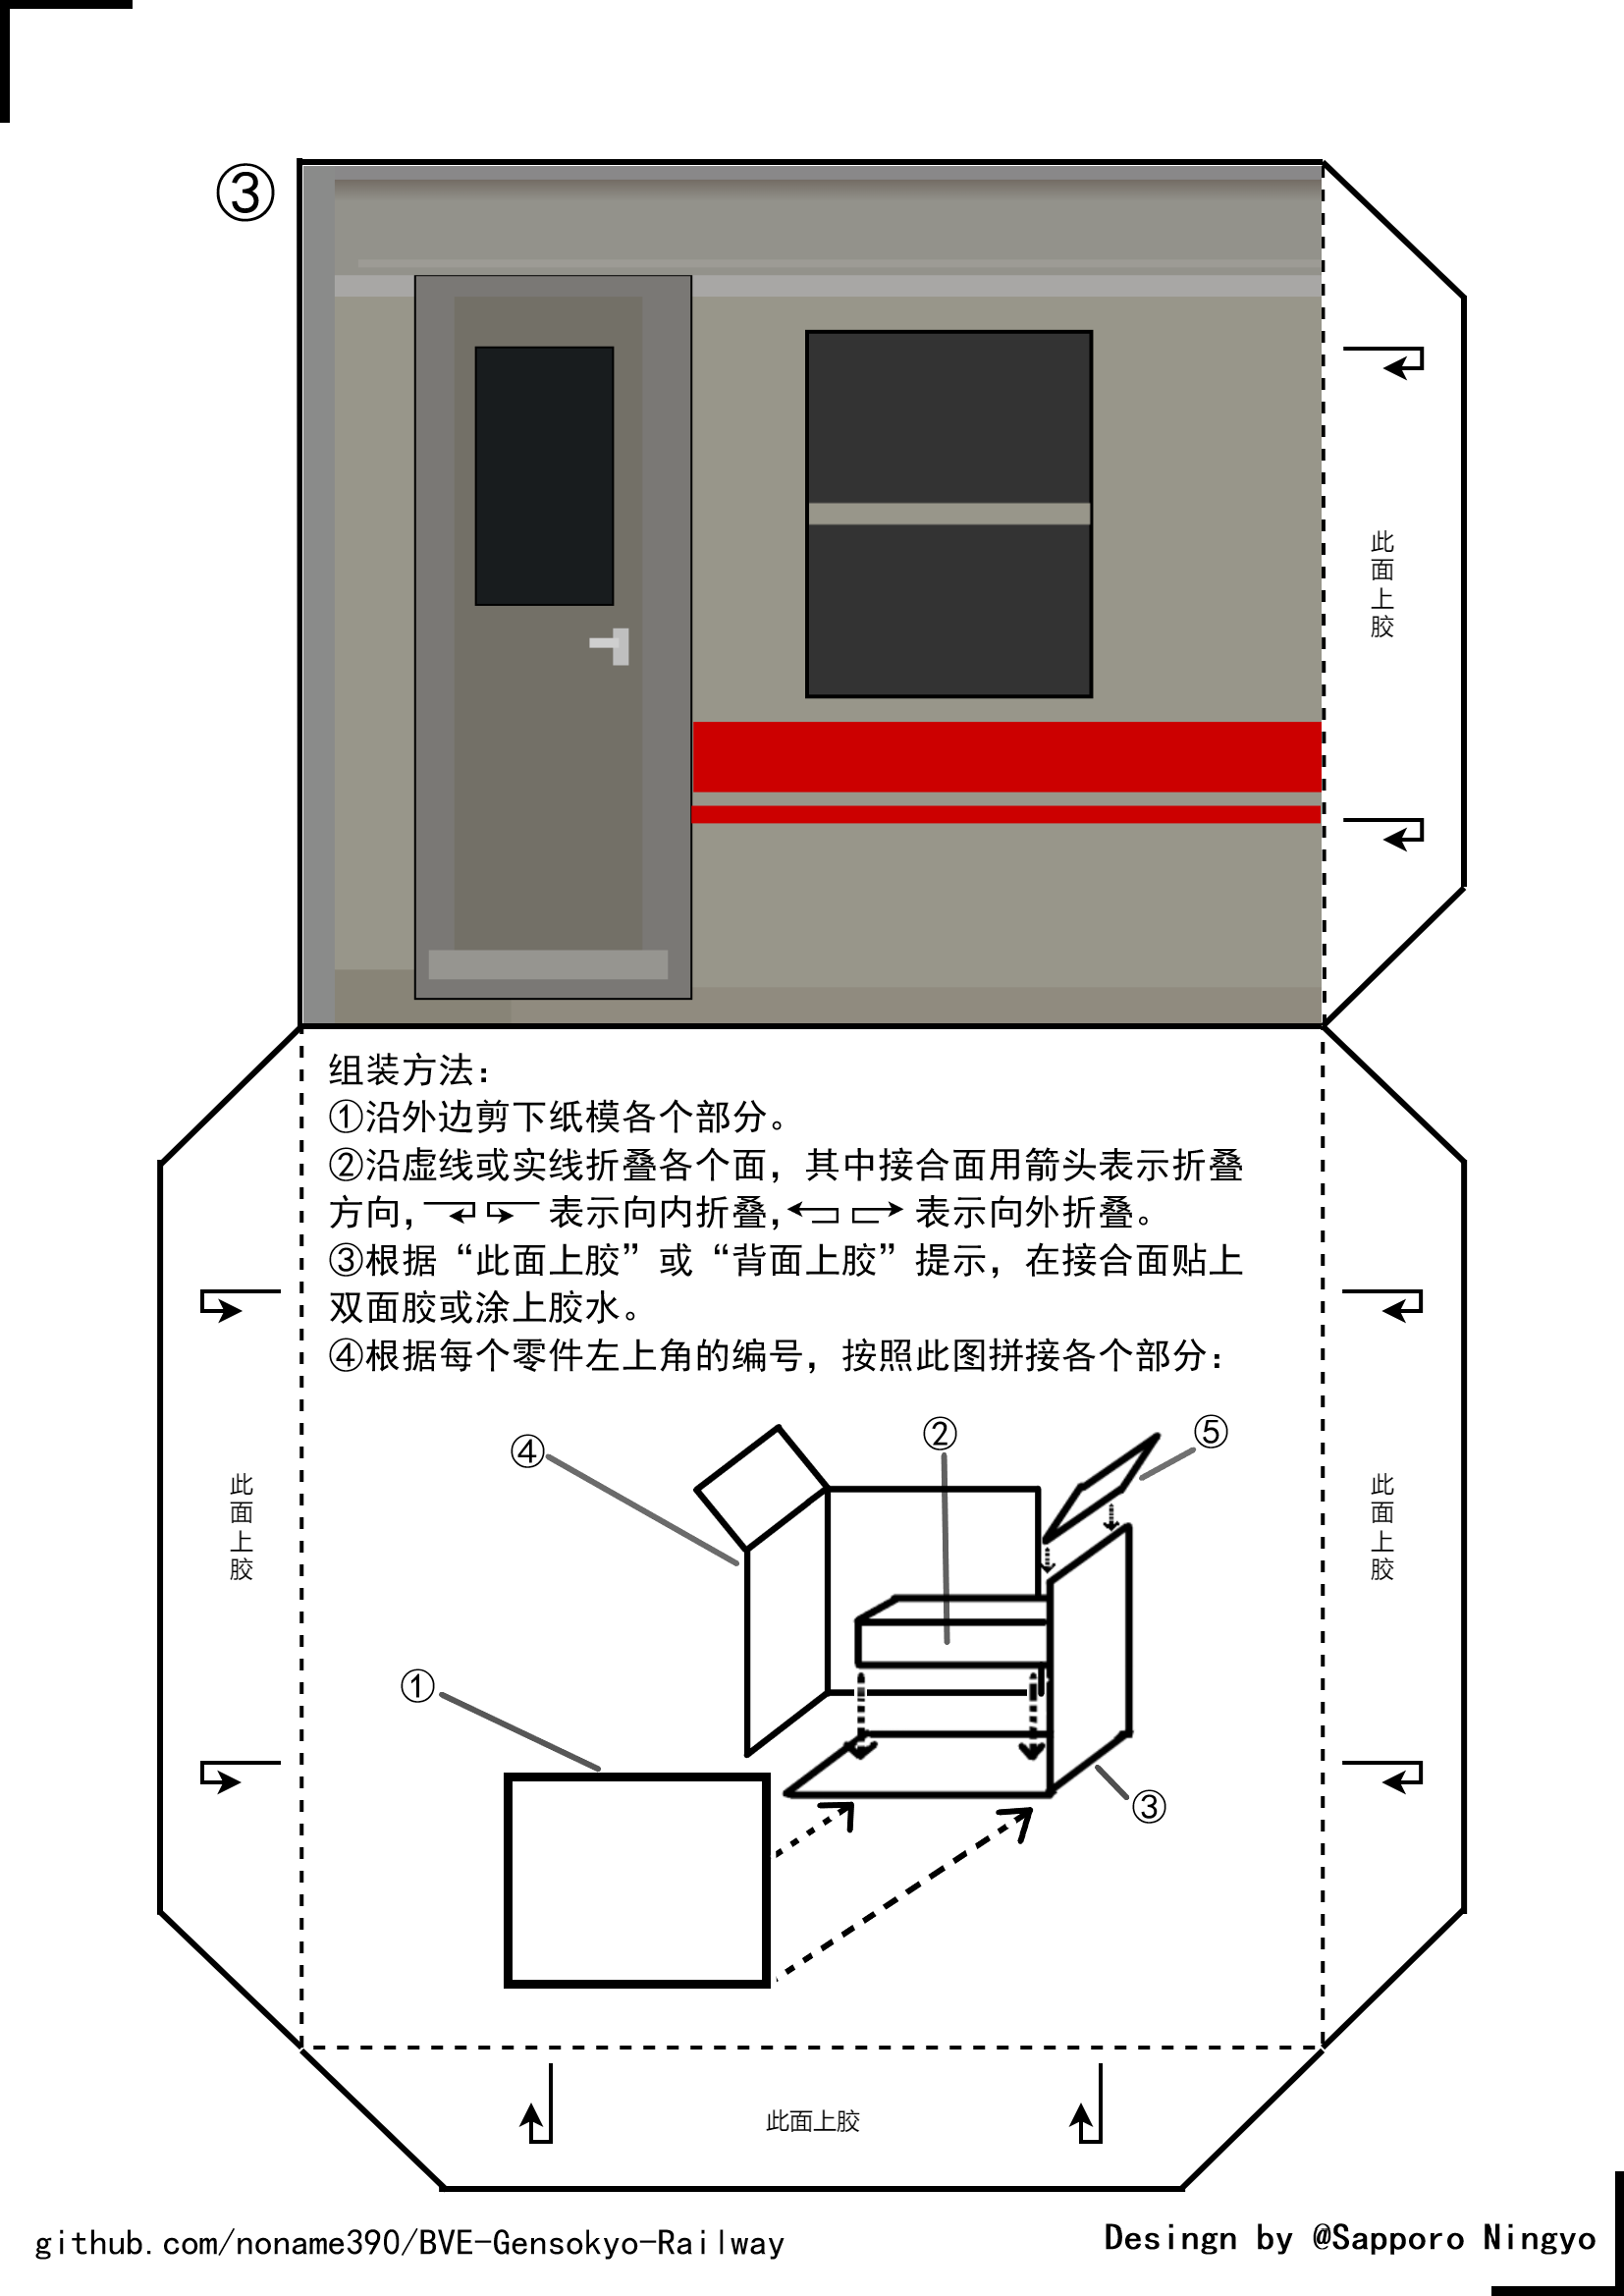 ③
此面上胶
组装方法：
①沿外边剪下纸模各个部分。
②沿虚线或实线折叠各个面，其中接合面用箭头表示折叠
方向， 表示向内折叠， 表示向外折叠。
③根据“此面上胶”或“背面上胶”提示，在接合面贴上
双面胶或涂上胶水。
④根据每个零件左上角的编号，按照此图拼接各个部分：
④
②
⑤
此面上胶
此面上胶
①
③
此面上胶
github.com/noname390/BVE-Gensokyo-Railway
Desingn by @Sapporo Ningyo